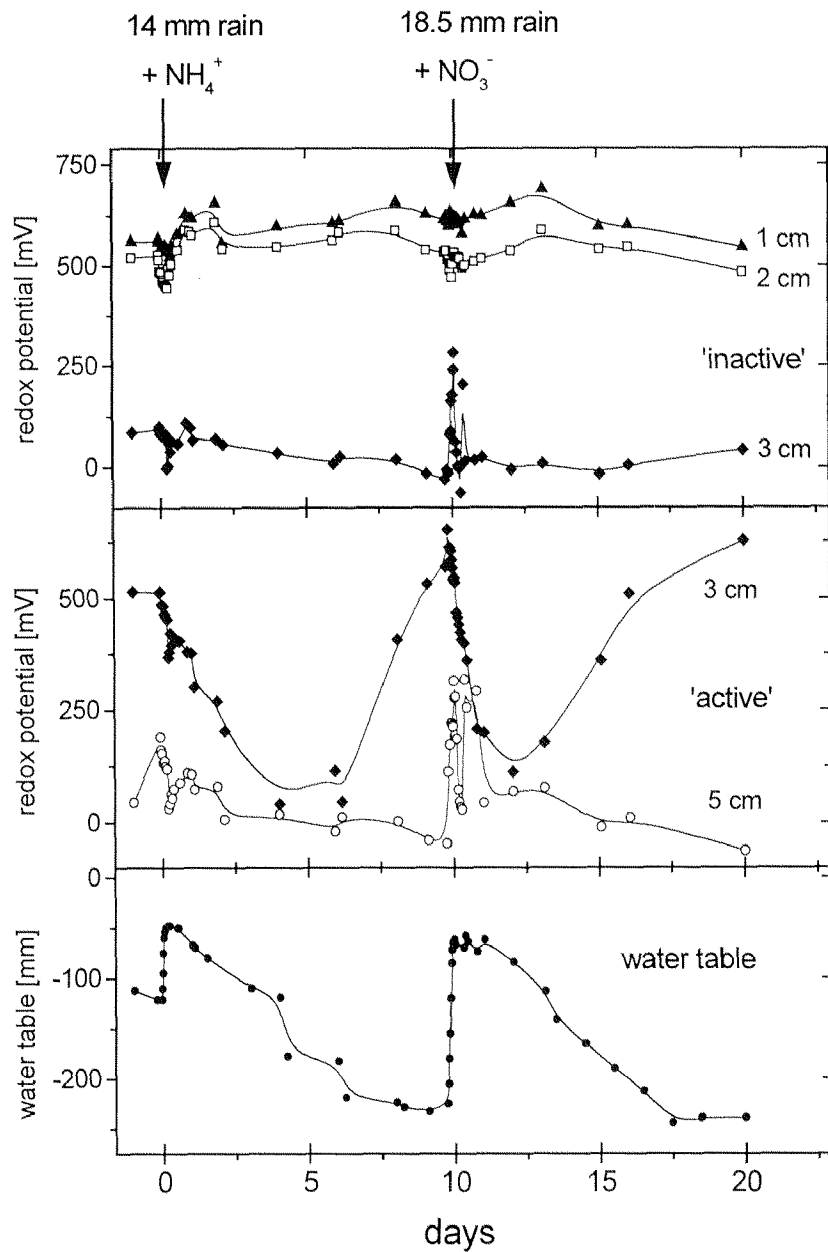 14 mm rain
+ NH₄⁺
18.5 mm rain
+ NO₃⁻
redox potential [mV]
750
500
250
0
1 cm
2 cm
'inactive'
3 cm
redox potential [mV]
500
250
0
3 cm
'active'
5 cm
water table [mm]
0
-100
-200
water table
0
5
10
15
20
days